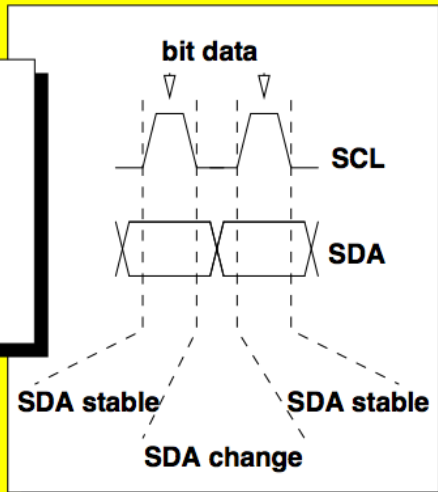 bit data
SCL
SDA
SDA stable SDA stable
SDA change